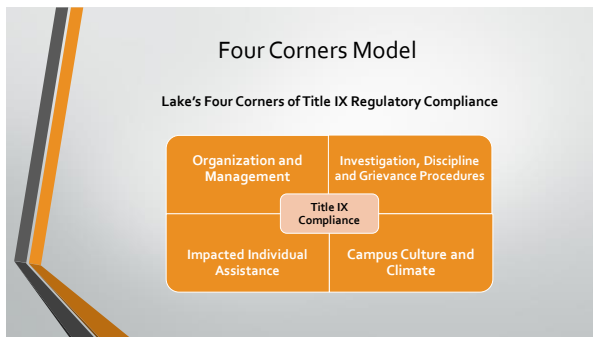 Four Corners Model
Lake's Four Corners of Title IX Regulatory Compliance
Organization and
Management
Investigation, Discipline
and Grievance Procedures
Title IX
Compliance
Impacted Individual
Assistance
Campus Culture and
Climate